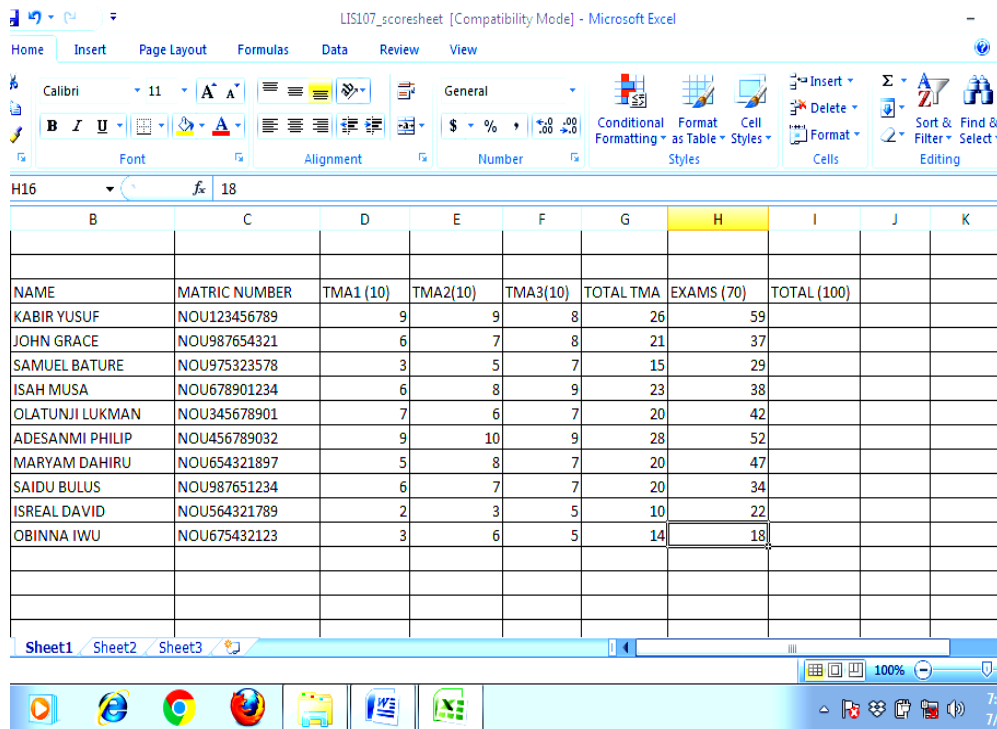 LIS107_scoresheet [Compatibility Mode] - Microsoft Excel
Home Insert Page Layout Formulas Data Review View
Calibri 11 A A General Conditional Formatting Format as Table Cell Styles Insert Delete Format Σ Sort & Filter Find & Select
B I U A $ % , .00 .0
Font Alignment Number Styles Cells Editing
H16 fx 18
B C D E F G H I J K
NAME MATRIC NUMBER TMA1 (10) TMA2(10) TMA3(10) TOTAL TMA EXAMS (70) TOTAL (100)
KABIR YUSUF NOU123456789 9 9 8 26 59
JOHN GRACE NOU987654321 6 7 8 21 37
SAMUEL BATURE NOU975323578 3 5 7 15 29
ISAH MUSA NOU678901234 6 8 9 23 38
OLATUNJI LUKMAN NOU345678901 7 6 7 20 42
ADESANMI PHILIP NOU456789032 9 10 9 28 52
MARYAM DAHIRU NOU654321897 5 8 7 20 47
SAIDU BULUS NOU987651234 6 7 7 20 34
ISREAL DAVID NOU564321789 2 3 5 10 22
OBINNA IWU NOU675432123 3 6 5 14 18
Sheet1 Sheet2 Sheet3
100%